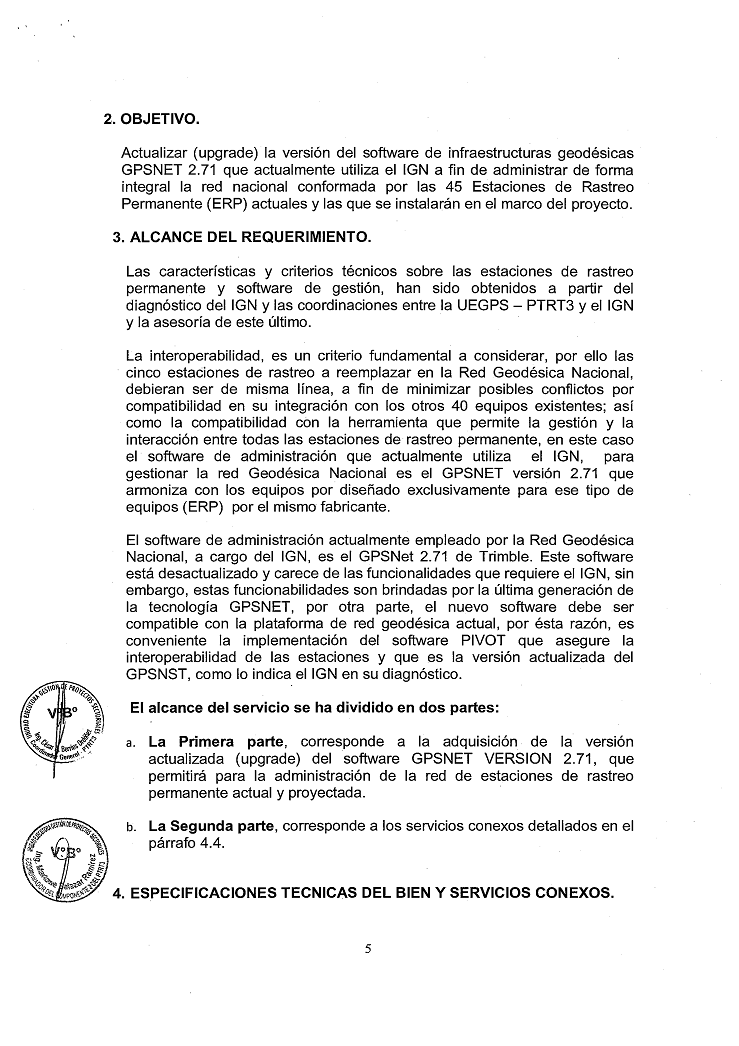 2. OBJETIVO.
Actualizar (upgrade) la versión del software de infraestructuras geodésicas
GPSNET 2.71 que actualmente utiliza el IGN a fin de administrar de forma
integral la red nacional conformada por las 45 Estaciones de Rastreo
Permanente (ERP) actuales y las que se instalarán en el marco del proyecto.
3. ALCANCE DEL REQUERIMIENTO.
Las características y criterios técnicos sobre las estaciones de rastreo
permanente y software de gestión, han sido obtenidos a partir del
diagnóstico del IGN y las coordinaciones entre la UEGPS – PTRT3 y el IGN
y la asesoría de este último.
La interoperabilidad, es un criterio fundamental a considerar, por ello las
cinco estaciones de rastreo a reemplazar en la Red Geodésica Nacional,
debieran ser de misma línea, a fin de minimizar posibles conflictos por
compatibilidad en su integración con los otros 40 equipos existentes; así
como la compatibilidad con la herramienta que permite la gestión y la
interacción entre todas las estaciones de rastreo permanente, en este caso
el software de administración que actualmente utiliza el IGN, para
gestionar la red Geodésica Nacional es el GPSNET versión 2.71 que
armoniza con los equipos por diseñado exclusivamente para ese tipo de
equipos (ERP) por el mismo fabricante.
El software de administración actualmente empleado por la Red Geodésica
Nacional, a cargo del IGN, es el GPSNet 2.71 de Trimble. Este software
está desactualizado y carece de las funcionalidades que requiere el IGN, sin
embargo, estas funcionabilidades son brindadas por la última generación de
la tecnología GPSNET, por otra parte, el nuevo software debe ser
compatible con la plataforma de red geodésica actual, por ésta razón, es
conveniente la implementación del software PIVOT que asegure la
interoperabilidad de las estaciones y que es la versión actualizada del
GPSNST, como lo indica el IGN en su diagnóstico.
El alcance del servicio se ha dividido en dos partes:
a. La Primera parte, corresponde a la adquisición de la versión
actualizada (upgrade) del software GPSNET VERSION 2.71, que
permitirá para la administración de la red de estaciones de rastreo
permanente actual y proyectada.
b. La Segunda parte, corresponde a los servicios conexos detallados en el
párrafo 4.4.
4. ESPECIFICACIONES TECNICAS DEL BIEN Y SERVICIOS CONEXOS.
5
UNIDAD EJECUTORA GESTIÓN DE PROYECTOS SECTORIALES
V°B°
Coordinador General - PTRT3
V°B°
Salazar Ramírez